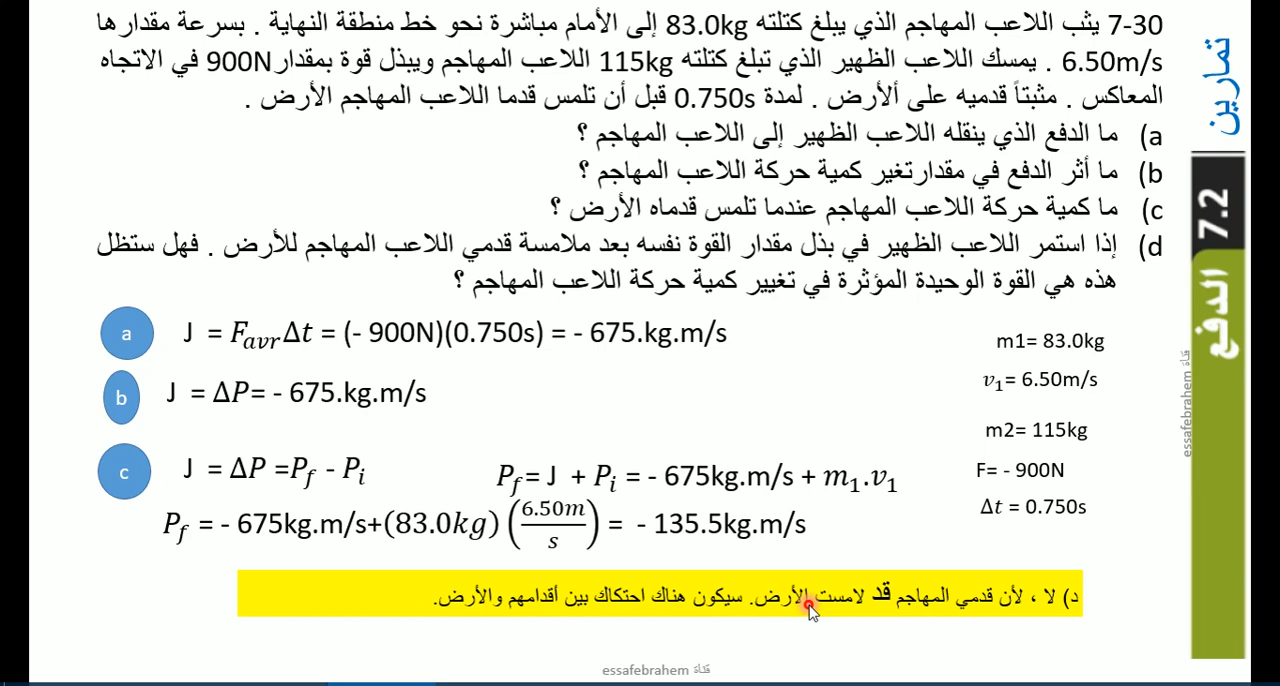 تمارين
7.2 الدفع
7-30 يثب اللاعب المهاجم الذي يبلغ كتلته 83.0kg إلى الأمام مباشرة نحو خط منطقة النهاية . بسرعة مقدارها
6.50m/s . يمسك اللاعب الظهير الذي تبلغ كتلته 115kg اللاعب المهاجم ويبذل قوة بمقدار 900N في الاتجاه
المعاكس . مثبتاً قدميه على ألأرض . لمدة 0.750s قبل أن تلمس قدما اللاعب المهاجم الأرض .
a) ما الدفع الذي ينقله اللاعب الظهير إلى اللاعب المهاجم ؟
b) ما أثر الدفع في مقدارتغير كمية حركة اللاعب المهاجم ؟
c) ما كمية حركة اللاعب المهاجم عندما تلمس قدماه الأرض ؟
d) إذا استمر اللاعب الظهير في بذل مقدار القوة نفسه بعد ملامسة قدمي اللاعب المهاجم للأرض . فهل ستظل
هذه هي القوة الوحيدة المؤثرة في تغيير كمية حركة اللاعب المهاجم ؟
a J = F_avr Δt = (- 900N)(0.750s) = - 675.kg.m/s
b J = ΔP= - 675.kg.m/s
c J = ΔP =P_f - P_i P_f= J + P_i = - 675kg.m/s + m_1.v_1
P_f = - 675kg.m/s+(83.0kg) (6.50m/s) = - 135.5kg.m/s
m1= 83.0kg
v_1= 6.50m/s
m2= 115kg
F= - 900N
Δt = 0.750s
د) لا ، لأن قدمي المهاجم قد لامست الأرض. سيكون هناك احتكاك بين أقدامهم والأرض.
essafebrahem قناة
essafebrahem قناة